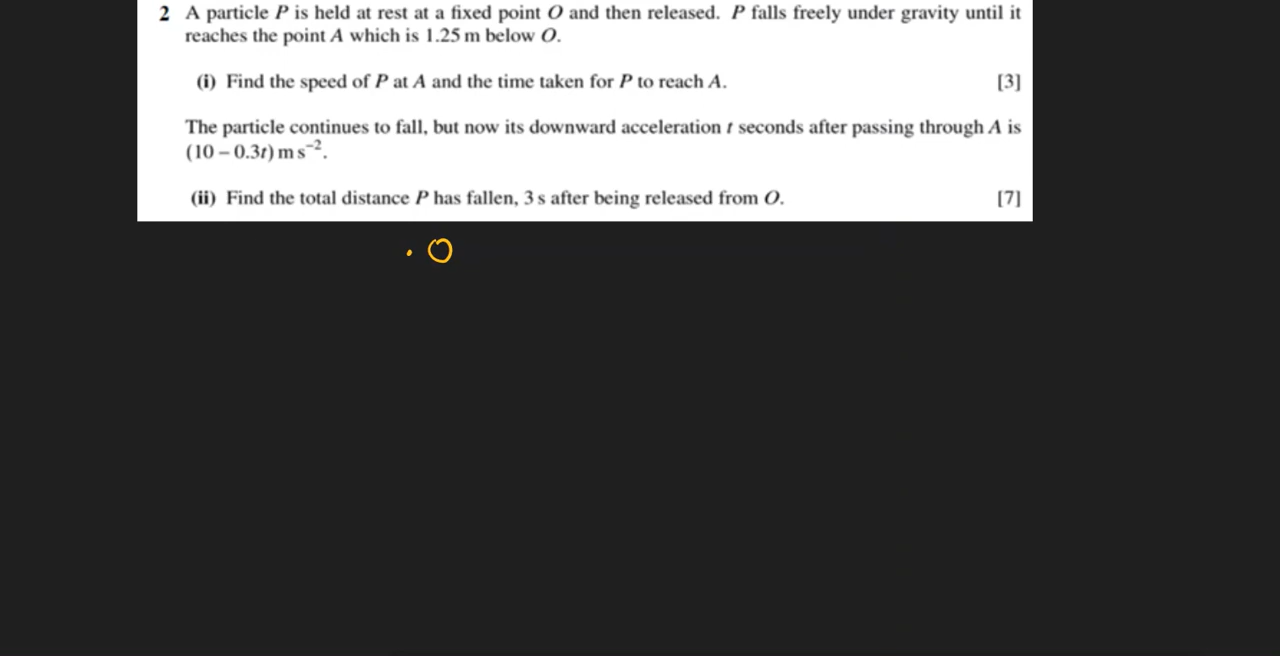 2 A particle P is held at rest at a fixed point O and then released. P falls freely under gravity until it
reaches the point A which is 1.25 m below O.
(i) Find the speed of P at A and the time taken for P to reach A. [3]
The particle continues to fall, but now its downward acceleration t seconds after passing through A is
(10 – 0.3t) m s⁻².
(ii) Find the total distance P has fallen, 3 s after being released from O. [7]
. O